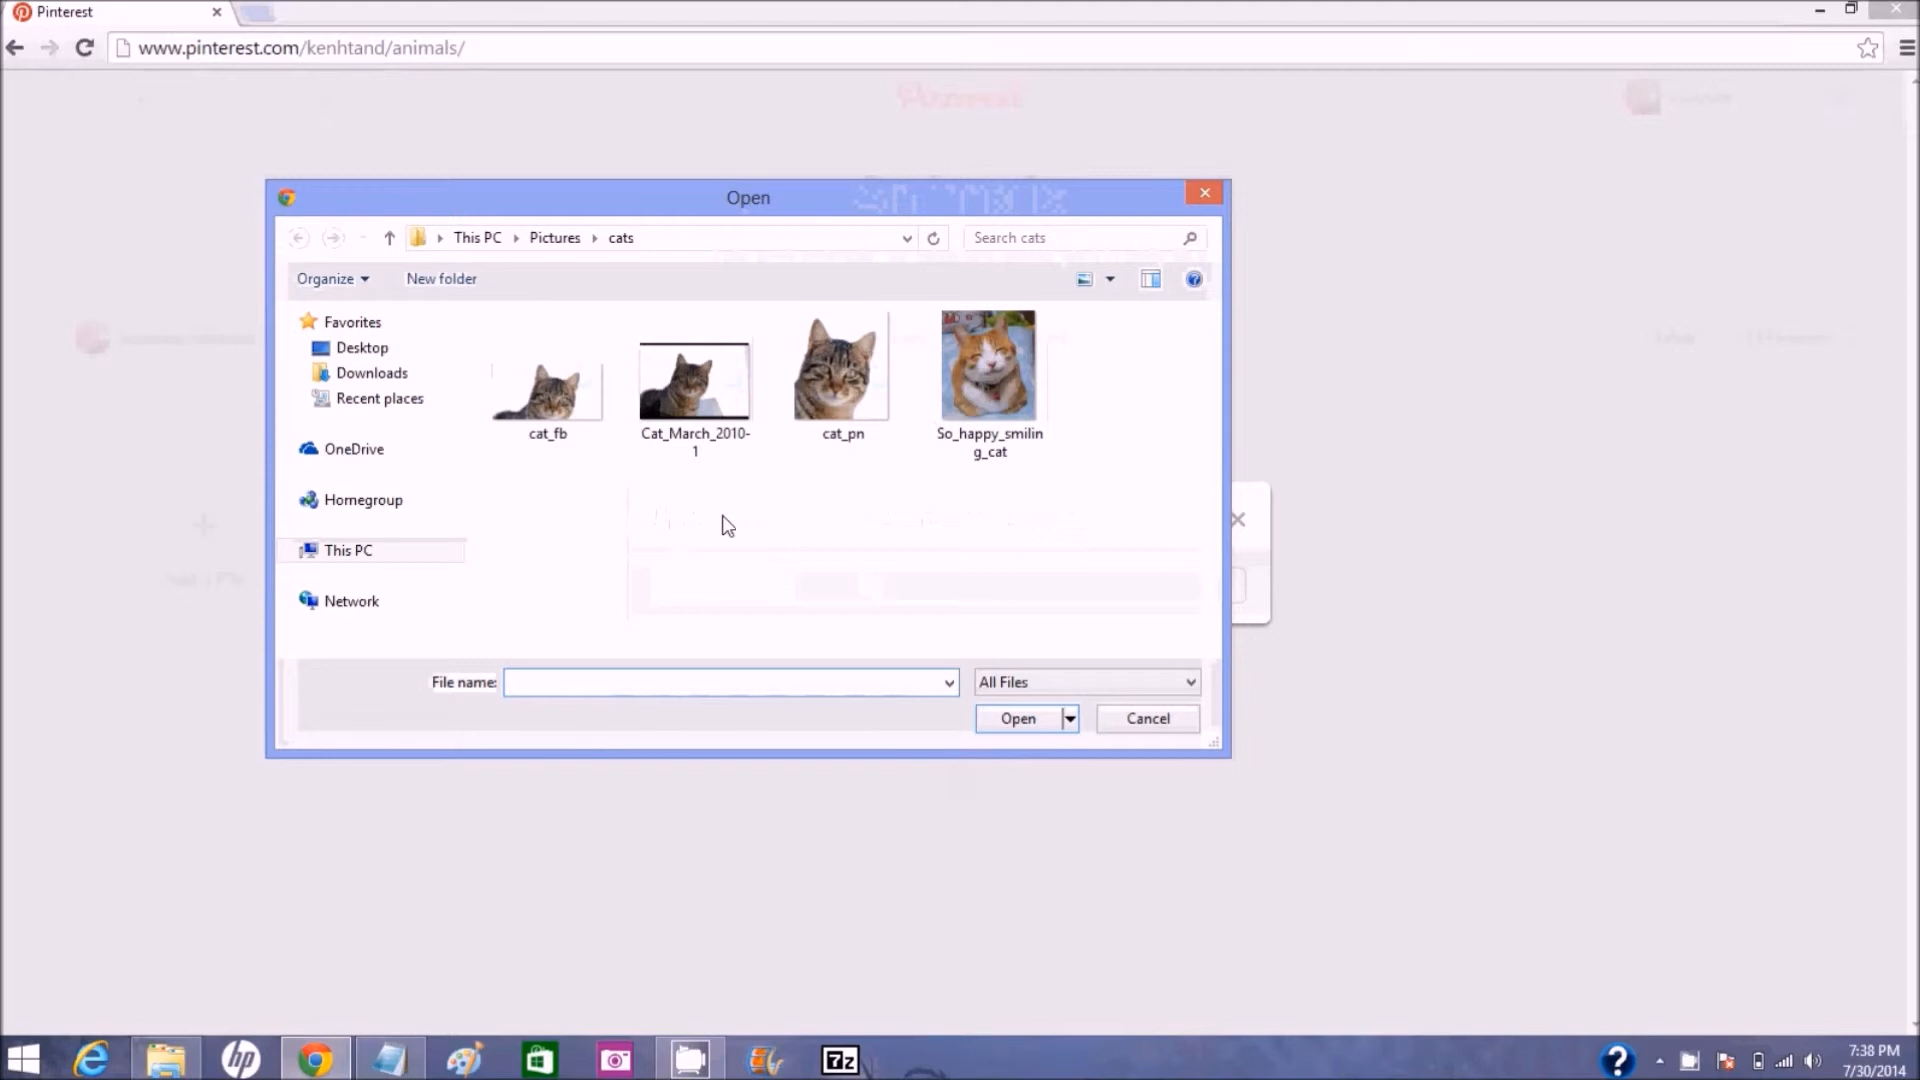 Pinterest
www.pinterest.com/kenhtand/animals/
Pinterest
Open
This PC
Pictures
cats
Search cats
Organize
New folder
Favorites
Desktop
Downloads
Recent places
OneDrive
Homegroup
This PC
Network
cat_fb
Cat_March_2010-
1
cat_pn
So_happy_smilin
g_cat
File name:
All Files
Open
Cancel
hp
7z
7:38 PM
7/30/2014